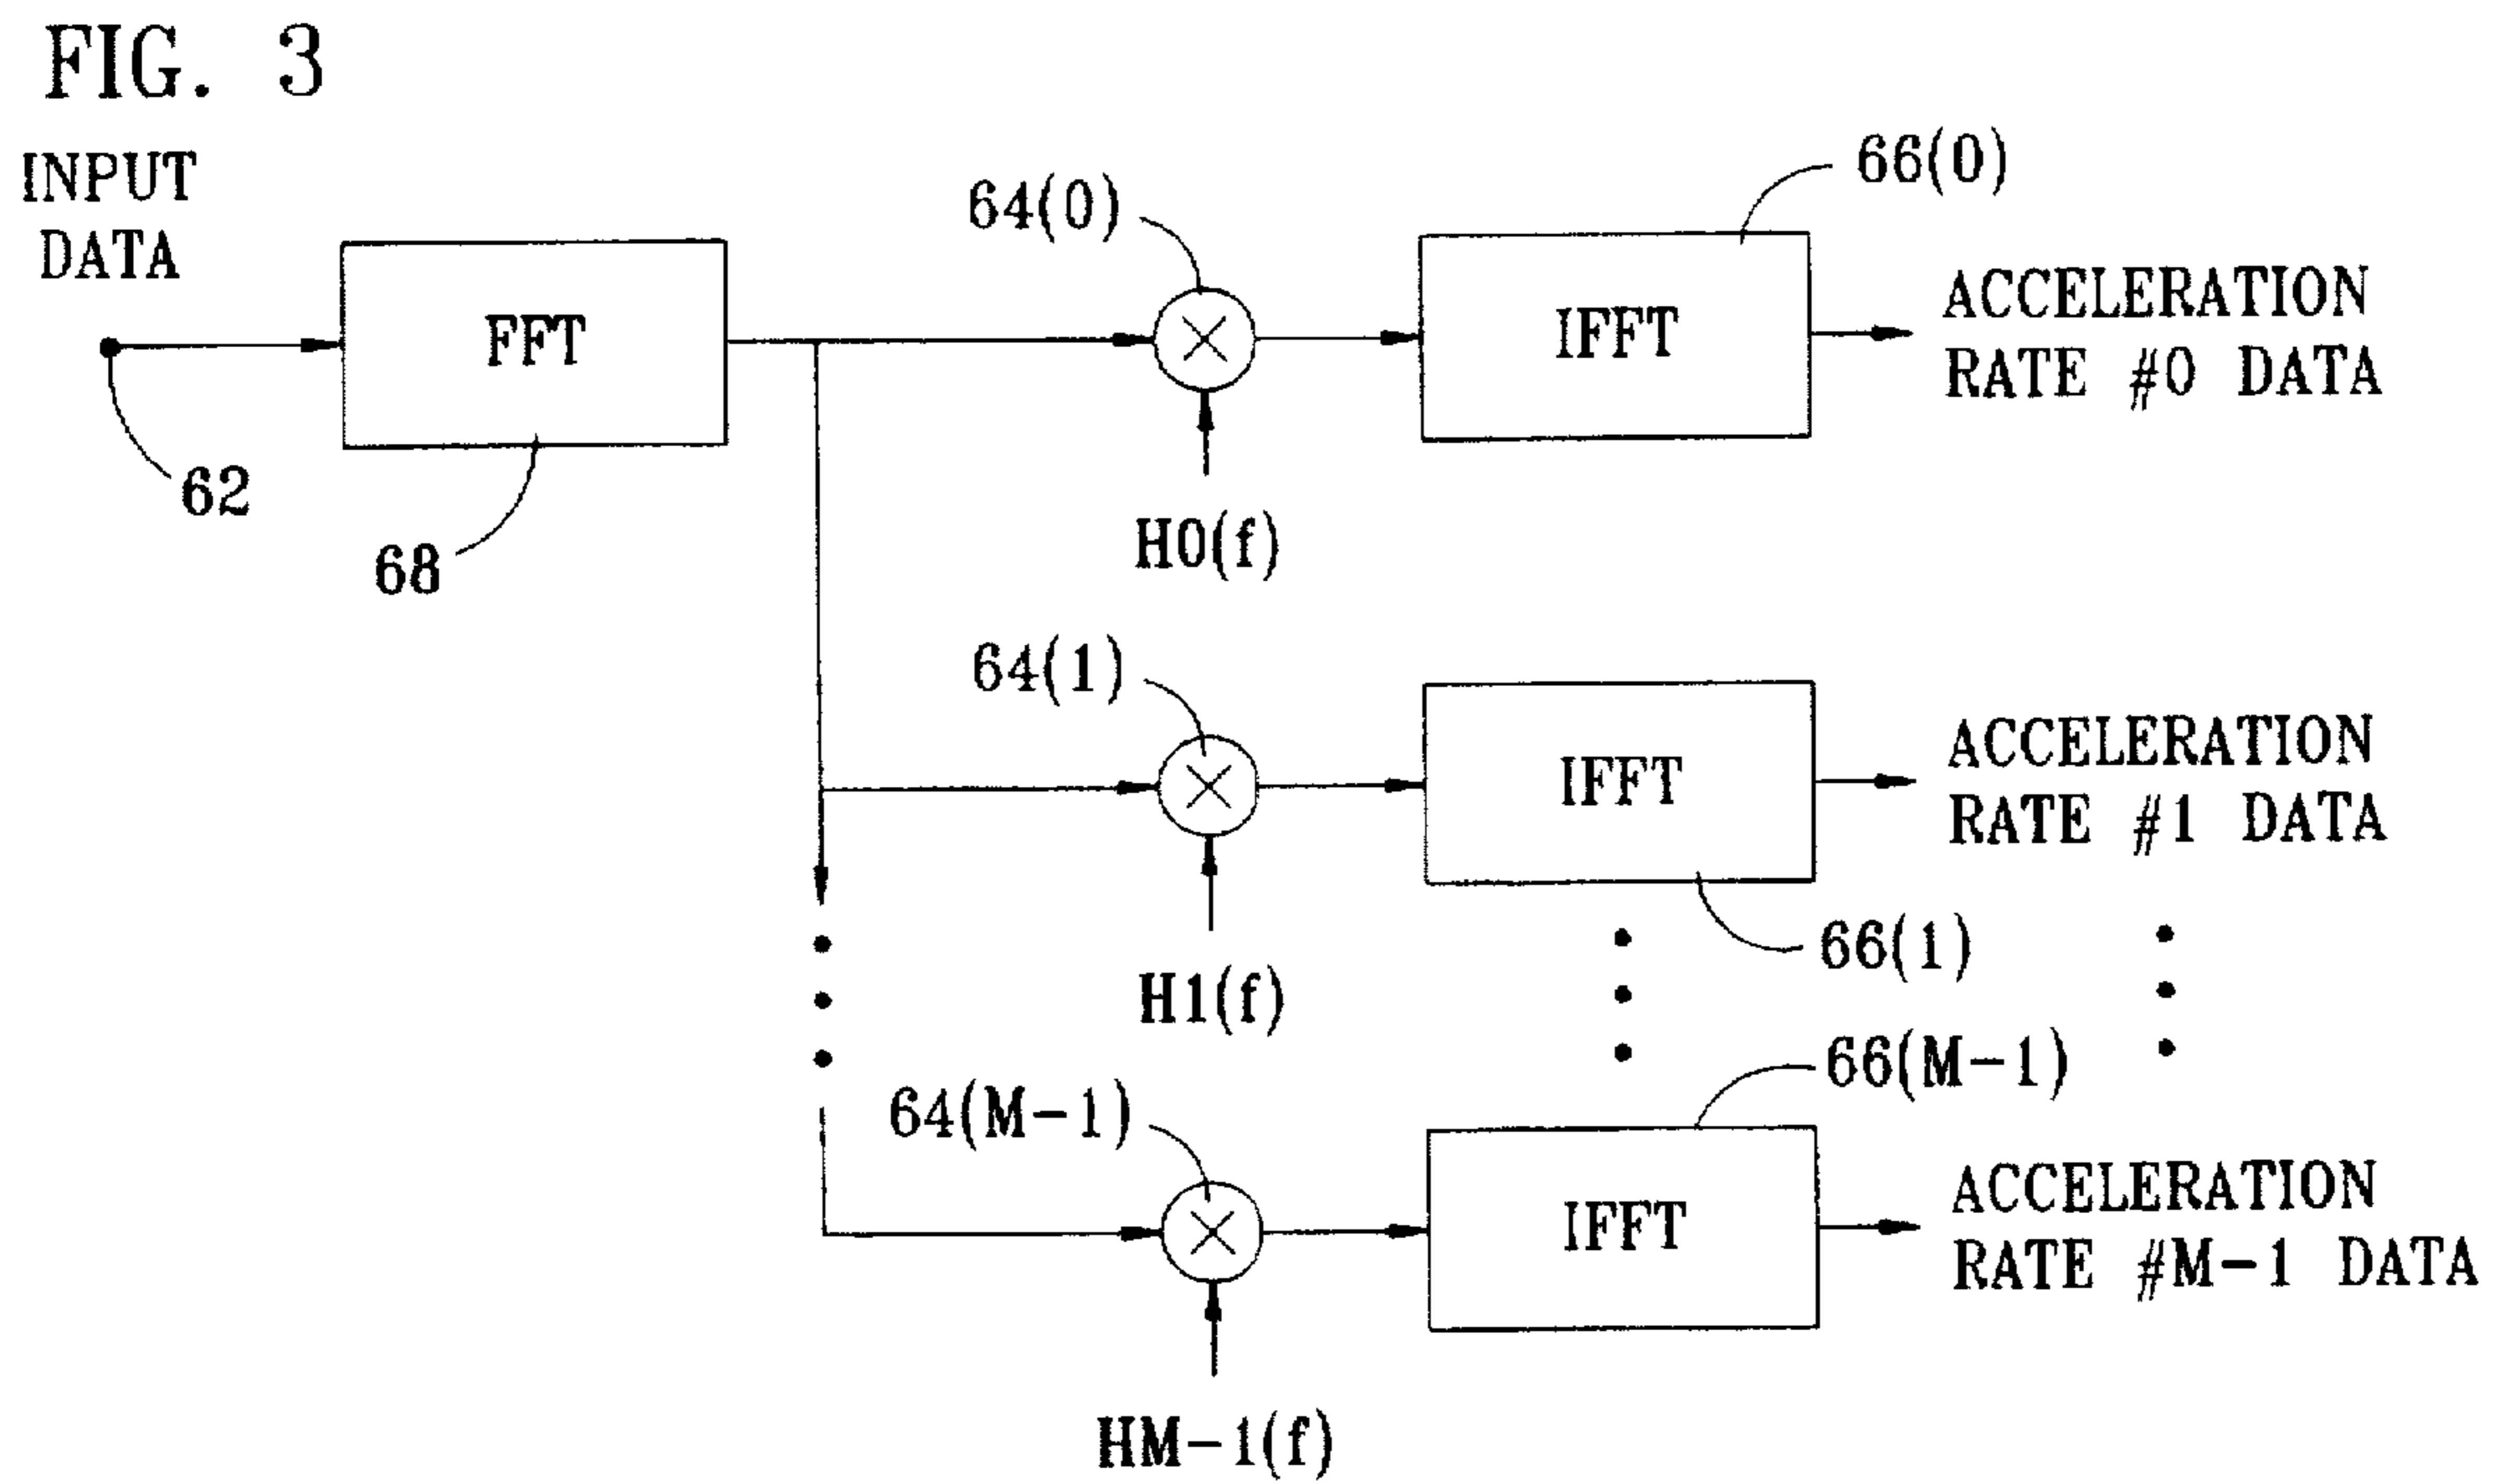 FIG. 3
INPUT
DATA
62
FFT
68
64(0)
H0(f)
IFFT
66(0)
ACCELERATION
RATE #0 DATA
64(1)
H1(f)
IFFT
66(1)
ACCELERATION
RATE #1 DATA
64(M-1)
HM-1(f)
IFFT
66(M-1)
ACCELERATION
RATE #M-1 DATA